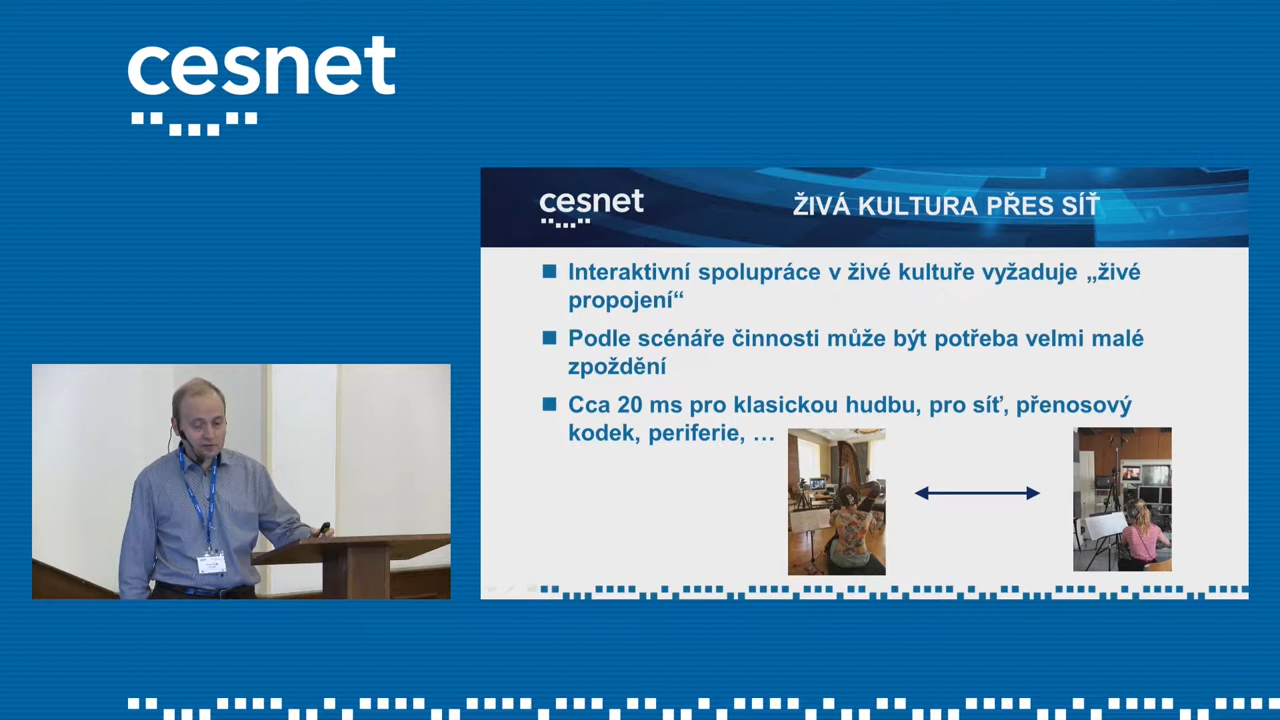 cesnet
cesnet
ŽIVÁ KULTURA PŘES SÍŤ
Interaktivní spolupráce v živé kultuře vyžaduje „živé
propojení“
Podle scénáře činnosti může být potřeba velmi malé
zpoždění
Cca 20 ms pro klasickou hudbu, pro síť, přenosový
kodek, periferie, …